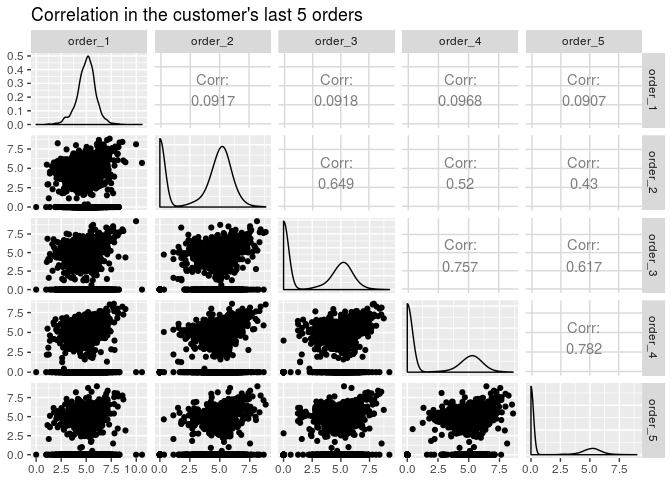 Correlation in the customer's last 5 orders
order_1 order_2 order_3 order_4 order_5
0.5
0.4
0.3
0.2
0.1
0.0
Corr:
0.0917
Corr:
0.0918
Corr:
0.0968
Corr:
0.0907
order_1
7.5
5.0
2.5
0.0
Corr:
0.649
Corr:
0.52
Corr:
0.43
order_2
7.5
5.0
2.5
0.0
Corr:
0.757
Corr:
0.617
order_3
7.5
5.0
2.5
0.0
Corr:
0.782
order_4
7.5
5.0
2.5
0.0
order_5
0.0 2.5 5.0 7.5 10.0 0.0 2.5 5.0 7.5 0.0 2.5 5.0 7.5 0.0 2.5 5.0 7.5 0.0 2.5 5.0 7.5